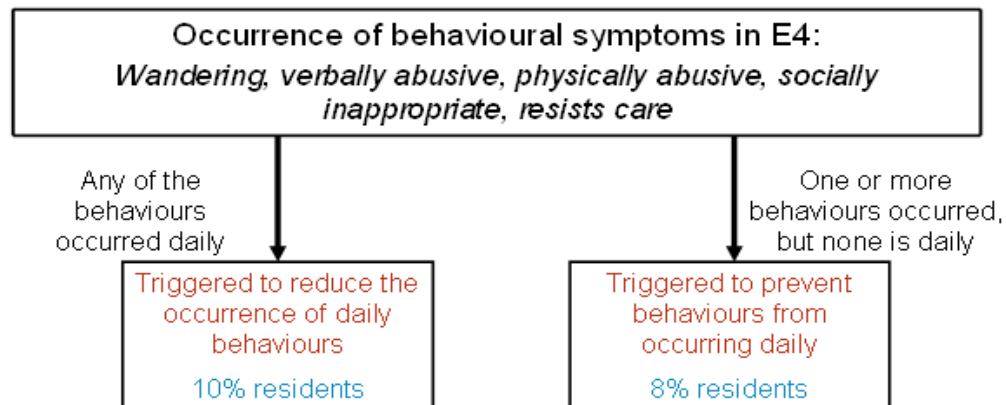 Occurrence of behavioural symptoms in E4:
Wandering, verbally abusive, physically abusive, socially
inappropriate, resists care
Any of the
behaviours
occurred daily
One or more
behaviours occurred,
but none is daily
Triggered to reduce the
occurrence of daily
behaviours
10% residents
Triggered to prevent
behaviours from
occurring daily
8% residents